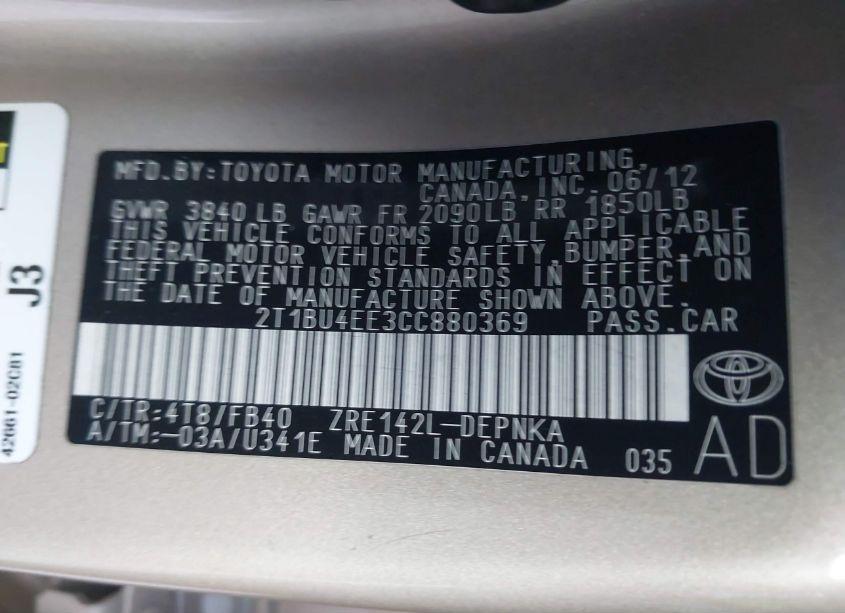 MFD.BY:TOYOTA MOTOR MANUFACTURING,
CANADA,INC.06/12
GVWR 3840 LB GAWR FR 2090LB RR 1850LB
THIS VEHICLE CONFORMS TO ALL APPLICABLE
FEDERAL MOTOR VEHICLE SAFETY,BUMPER,AND
THEFT PREVENTION STANDARDS IN EFFECT ON
THE DATE OF MANUFACTURE SHOWN ABOVE.
2T1BU4EE3CC880369 PASS.CAR
C/TR:4T8/FB40 ZRE142L-DEPNKA
A/TM:-03A/U341E MADE IN CANADA 035
AD
J3
42661-02C81